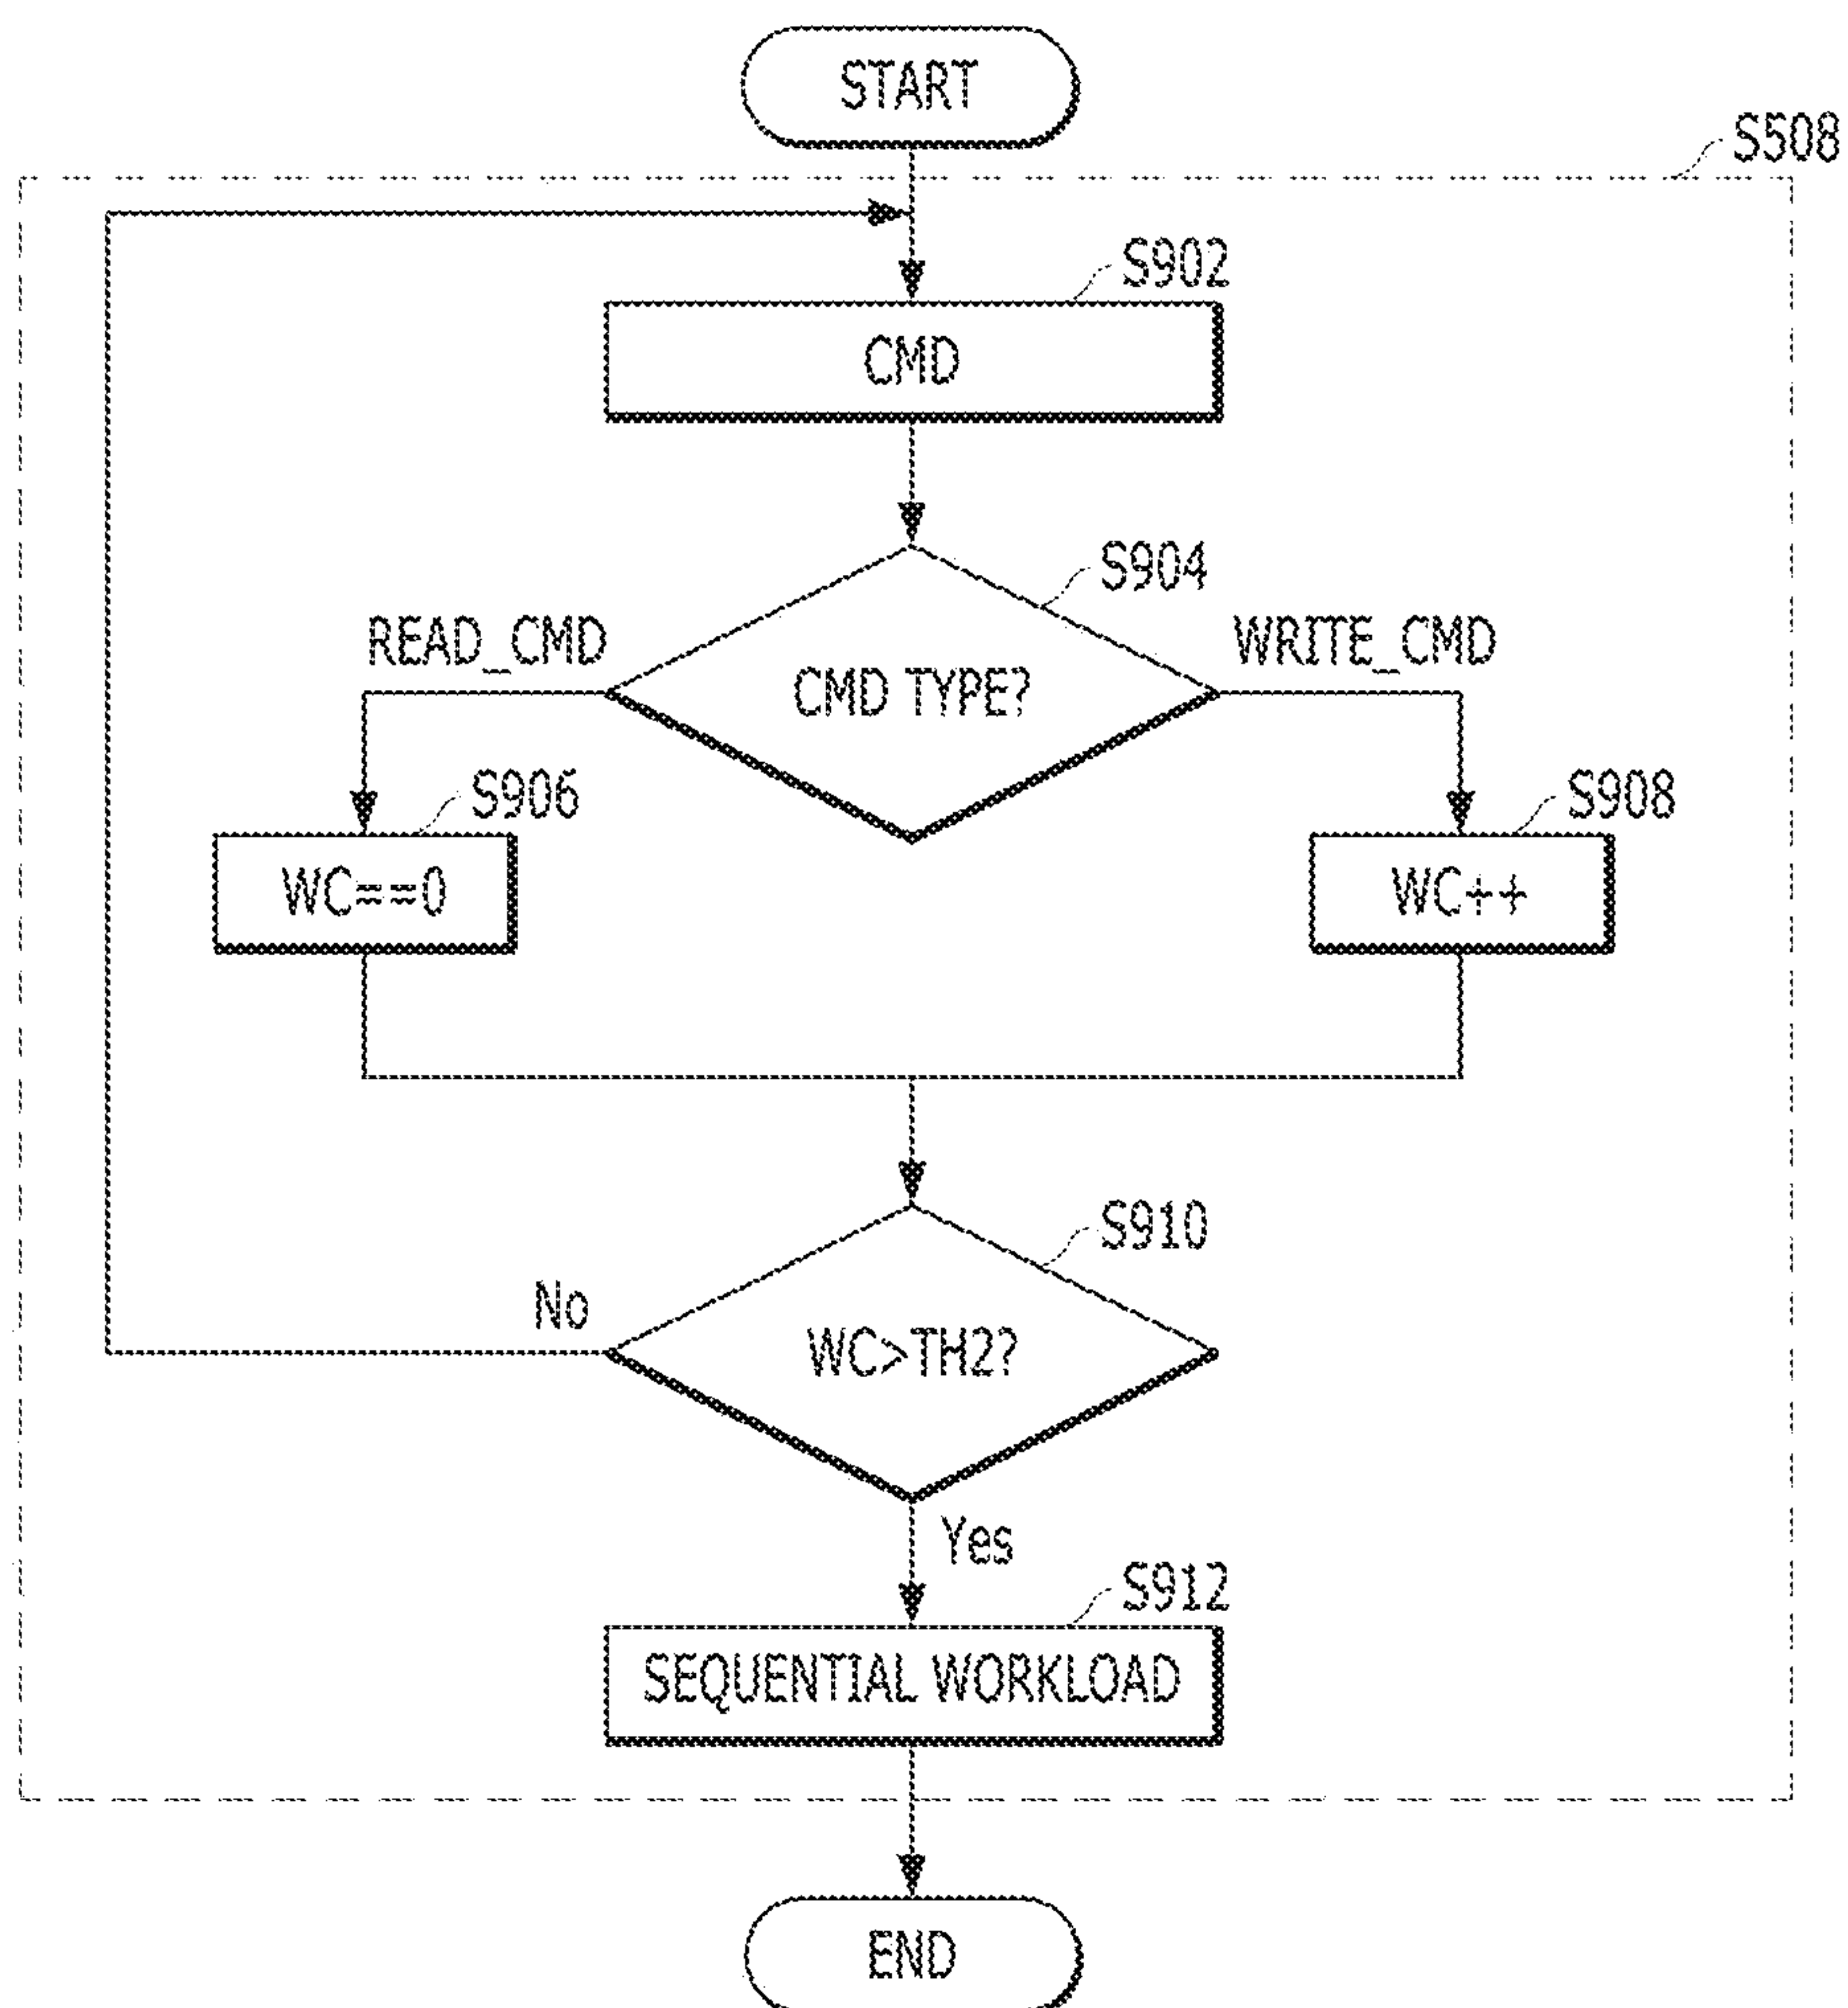 START
S508
S902
CMD
S904
READ_CMD
WRITE_CMD
CMD TYPE?
S906
S908
WC==0
WC++
S910
No
WC>TH2?
Yes
S912
SEQUENTIAL WORKLOAD
END